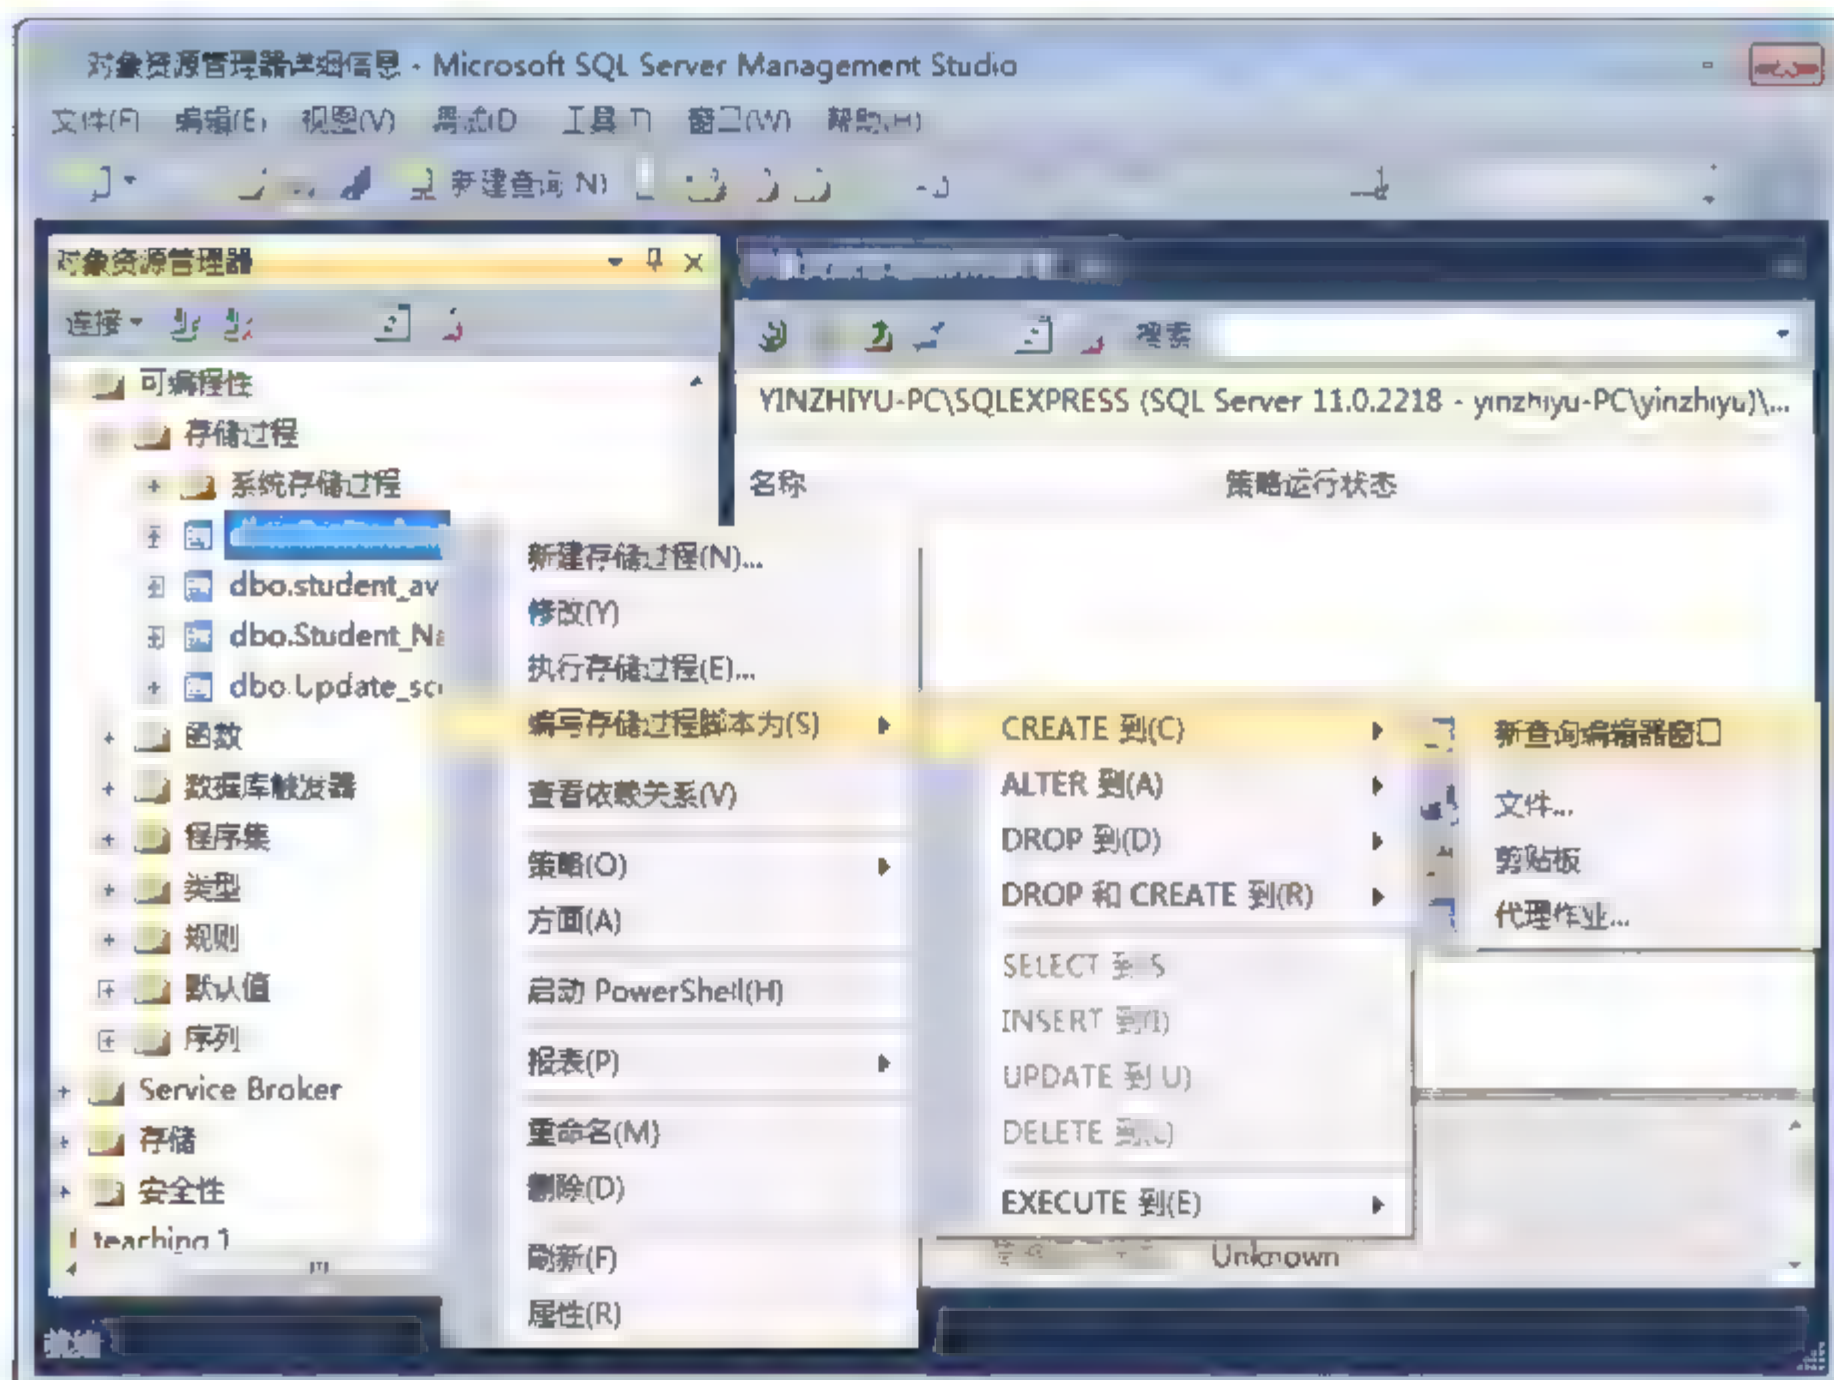 对象资源管理器详细信息 - Microsoft SQL Server Management Studio
文件(F) 编辑(E) 视图(V) 调试(D 工具 T) 窗口(W) 帮助(H)
新建查询 N)
对象资源管理器
连接
搜索
可编程性
YINZHIYU-PC\SQLEXPRESS (SQL Server 11.0.2218 - yinzhiyu-PC\yinzhiyu)\...
存储过程
系统存储过程
名称 策略运行状态
dbo.student_av
dbo.Student_Na
dbo.Update_sc
函数
数据库触发器
程序集
类型
规则
默认值
序列
Service Broker
存储
安全性
teaching1
新建存储过程(N)...
修改(Y)
执行存储过程(E)...
编写存储过程脚本为(S)
查看依赖关系(V)
策略(O)
方面(A)
启动 PowerShell(H)
报表(P)
重命名(M)
删除(D)
刷新(F)
属性(R)
CREATE 到(C)
ALTER 到(A)
DROP 到(D)
DROP 和 CREATE 到(R)
SELECT 到 S
INSERT 到(I)
UPDATE 到 U)
DELETE 到(L)
EXECUTE 到(E)
新查询编辑器窗口
文件...
剪贴板
代理作业...
Unknown
就绪